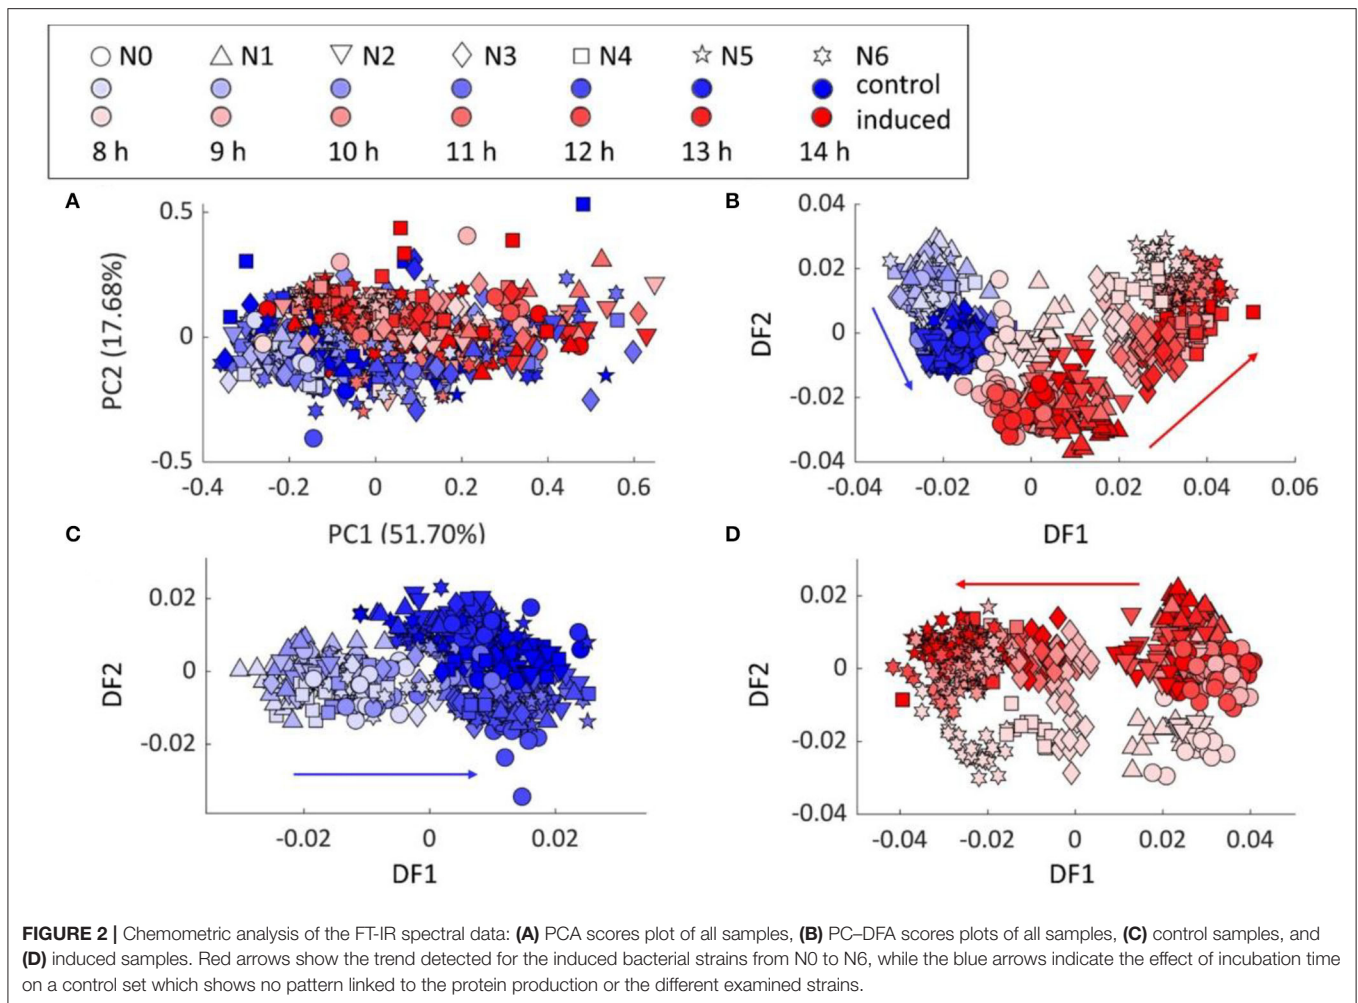 N0 N1 N2 N3 N4 N5 N6
control
induced
8 h 9 h 10 h 11 h 12 h 13 h 14 h
A
0.5
0
-0.5
PC2 (17.68%)
-0.4 -0.2 0 0.2 0.4 0.6
PC1 (51.70%)
B
0.04
0.02
0
-0.02
-0.04
DF2
-0.04 -0.02 0 0.02 0.04 0.06
DF1
C
0.02
0
-0.02
DF2
-0.02 0 0.02
DF1
D
0.02
0
-0.02
-0.04
DF2
-0.04 -0.02 0 0.02 0.04
DF1
FIGURE 2 | Chemometric analysis of the FT-IR spectral data: (A) PCA scores plot of all samples, (B) PC–DFA scores plots of all samples, (C) control samples, and
(D) induced samples. Red arrows show the trend detected for the induced bacterial strains from N0 to N6, while the blue arrows indicate the effect of incubation time
on a control set which shows no pattern linked to the protein production or the different examined strains.